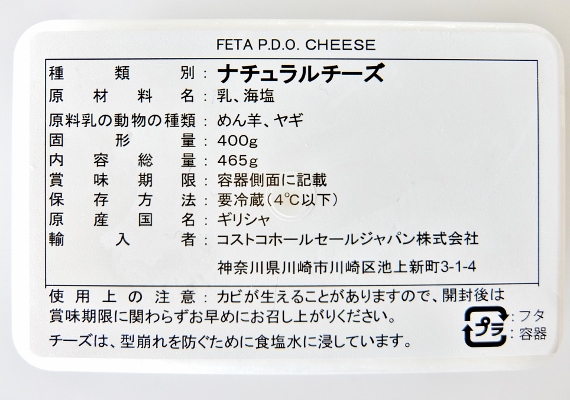 FETA P.D.O. CHEESE
種類別：ナチュラルチーズ
原材料名：乳、海塩
原料乳の動物の種類：めん羊、ヤギ
固形量：400g
内容総量：465g
賞味期限：容器側面に記載
保存方法：要冷蔵(4℃以下)
原産国名：ギリシャ
輸入者：コストコホールセールジャパン株式会社
神奈川県川崎市川崎区池上新町3-1-4
使用上の注意：カビが生えることがありますので、開封後は
賞味期限に関わらずお早めにお召し上がりください。
チーズは、型崩れを防ぐために食塩水に浸しています。
プラ：フタ
：容器